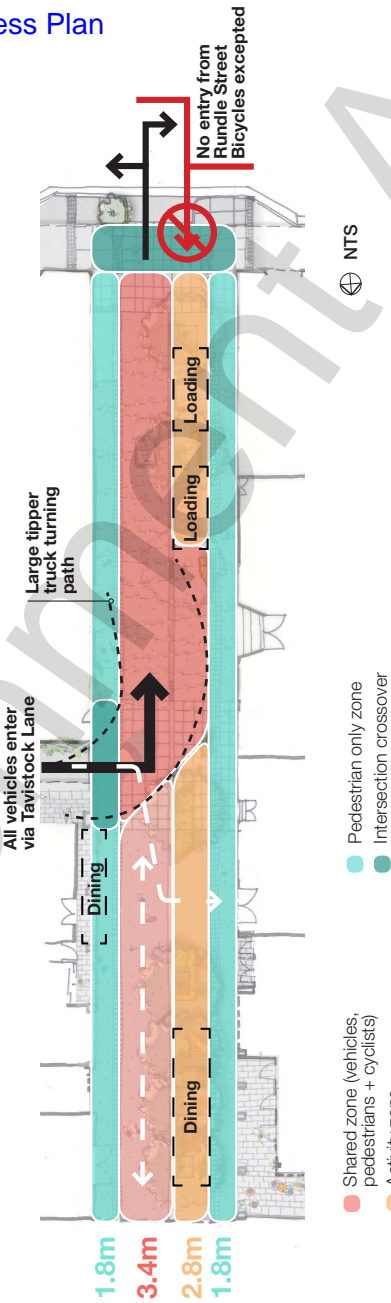 ess Plan
All vehicles enter
via Tavistock Lane
Large tipper
truck turning
path
No entry from
Rundle Street
Bicycles excepted
Dining
Dining
Loading
Loading
1.8m
3.4m
2.8m
1.8m
NTS
Shared zone (vehicles,
pedestrians + cyclists)
Activity zone
Pedestrian only zone
Intersection crossover